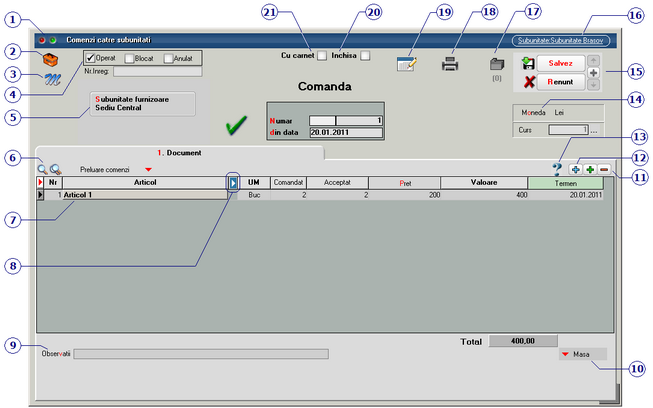 21
20
19
18
17
16
1
Comenzi catre subunitati
Subunitate:Subunitate Brasov
2
Operat Blocat Anulat
Cu carnet Inchisa
Salvez
15
3
Nr.Inreg:
(0)
Renunt
4
Comanda
14
5
Subunitate furnizoare
Sediu Central
Moneda Lei
Numar 1
din data 20.01.2011
Curs 1 ...
13
1. Document
12
6
Preluare comenzi
11
Nr Articol UM Comandat Acceptat Pret Valoare Termen
1 Articol 1 Buc 2 2 200 400 20.01.2011
7
8
Total 400,00
9
Observatii
Masa
10